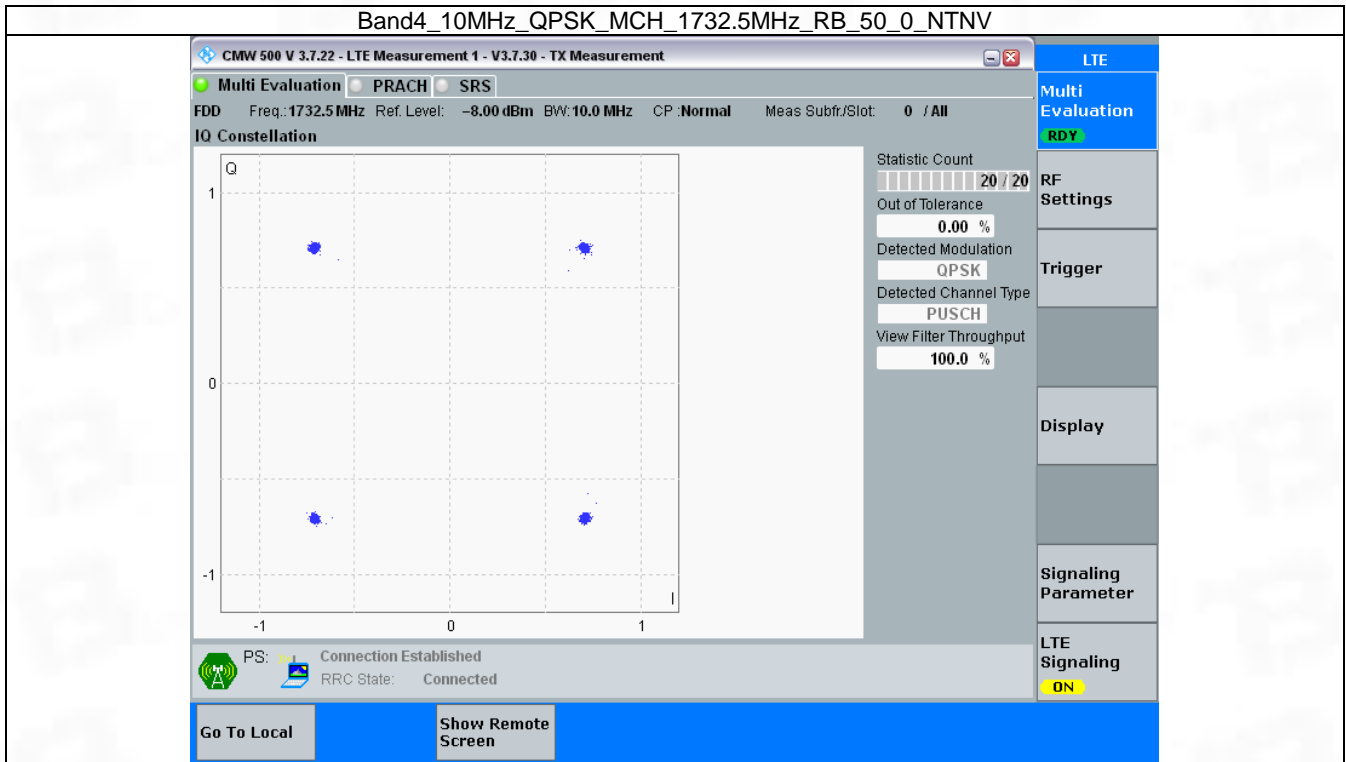 Band4_10MHz_QPSK_MCH_1732.5MHz_RB_50_0_NTNV
CMW 500 V 3.7.22 - LTE Measurement 1 - V3.7.30 - TX Measurement
LTE
Multi Evaluation PRACH SRS
FDD Freq.: 1732.5 MHz Ref. Level: −8.00 dBm BW: 10.0 MHz CP : Normal Meas Subfr./Slot: 0 / All
IQ Constellation
Q
1
0
-1
-1 0 1
I
Statistic Count
20 / 20
Out of Tolerance
0.00 %
Detected Modulation
QPSK
Detected Channel Type
PUSCH
View Filter Throughput
100.0 %
Multi
Evaluation
RDY
RF
Settings
Trigger
Display
Signaling
Parameter
LTE
Signaling
ON
PS: Connection Established
RRC State: Connected
Go To Local
Show Remote
Screen